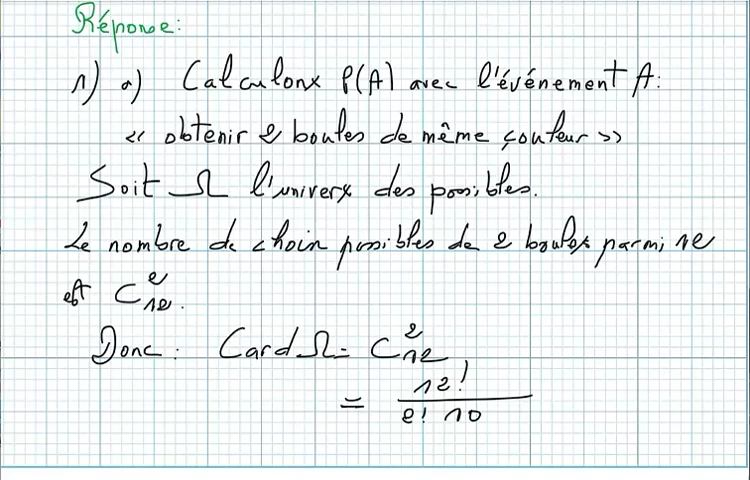 Réponse:
1) a) Calculons P(A) avec l'événement A:
« obtenir 2 boules de même couleur »
Soit Ω l'univers des possibles.
Le nombre de choix possibles de 2 boules parmi 12
est C²₁₂.
Donc: Card Ω = C²₁₂
= 12! / 2! 10